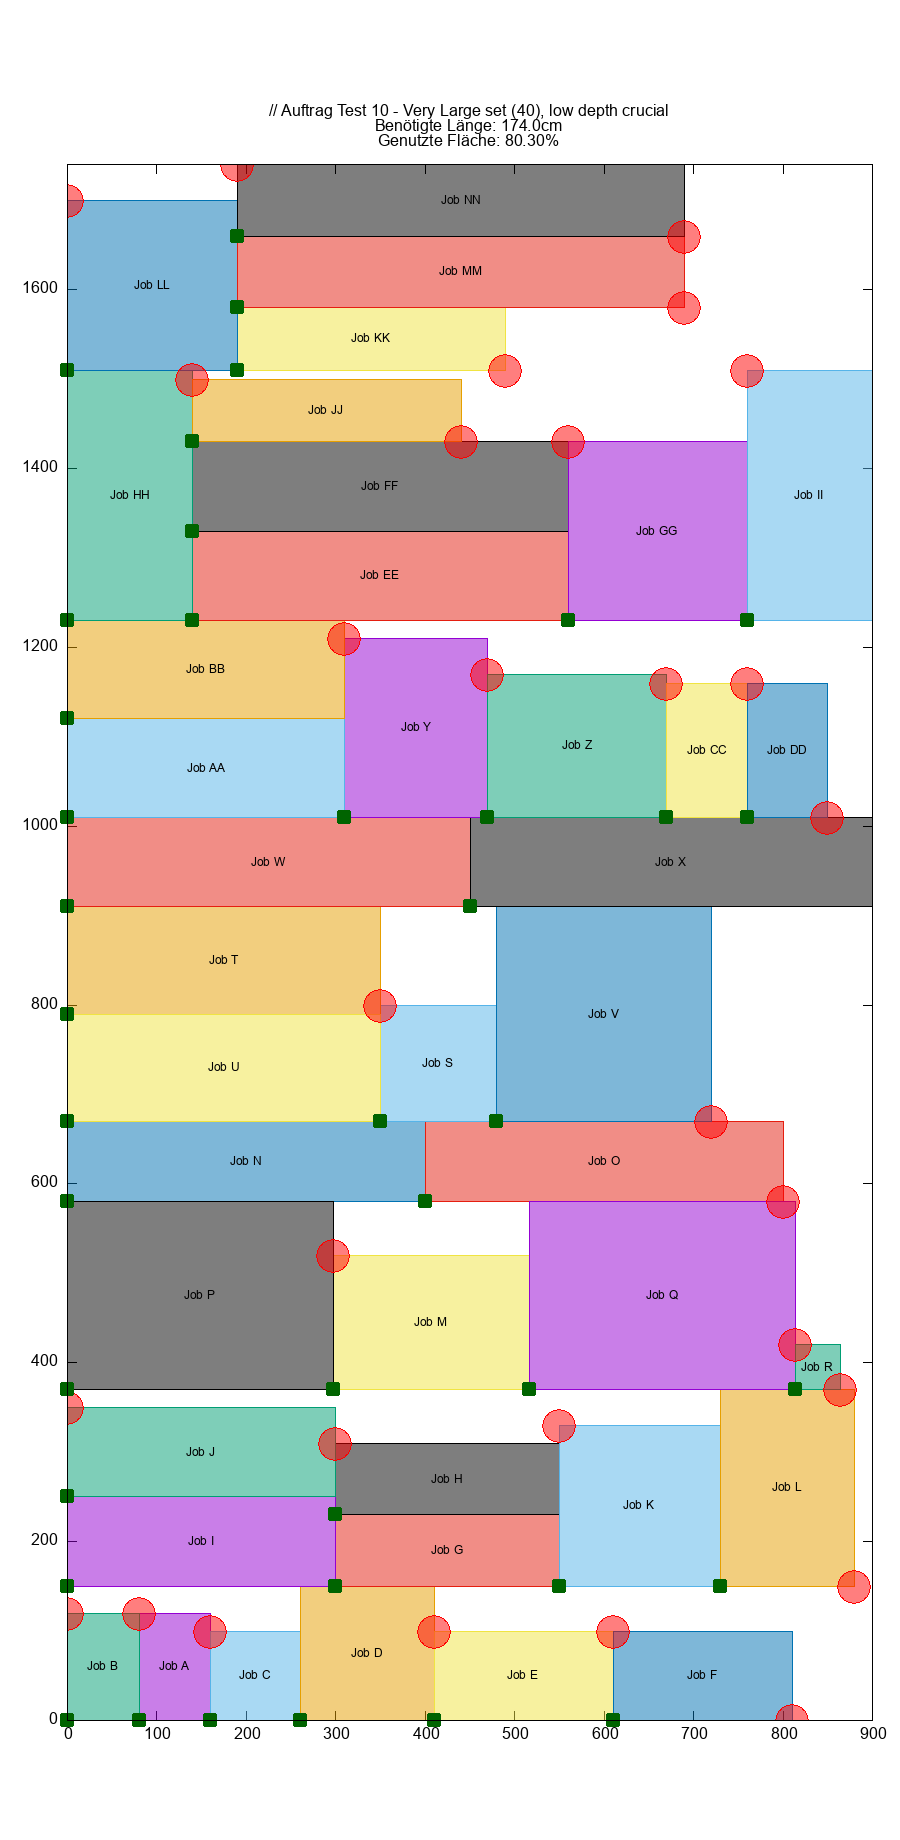 // Auftrag Test 10 - Very Large set (40), low depth crucial
Benötigte Länge: 174.0cm
Genutzte Fläche: 80.30%
Job NN
Job LL
1600
Job MM
Job KK
Job JJ
1400
Job FF
Job HH
Job II
Job GG
Job EE
1200
Job BB
Job Y
Job Z
Job CC
Job DD
Job AA
1000
Job W
Job X
Job T
800
Job V
Job S
Job U
600
Job N
Job O
Job P
Job Q
Job M
400
Job R
Job J
Job H
Job L
Job K
200
Job I
Job G
Job D
Job B
Job A
Job C
Job E
Job F
0
0 100 200 300 400 500 600 700 800 900